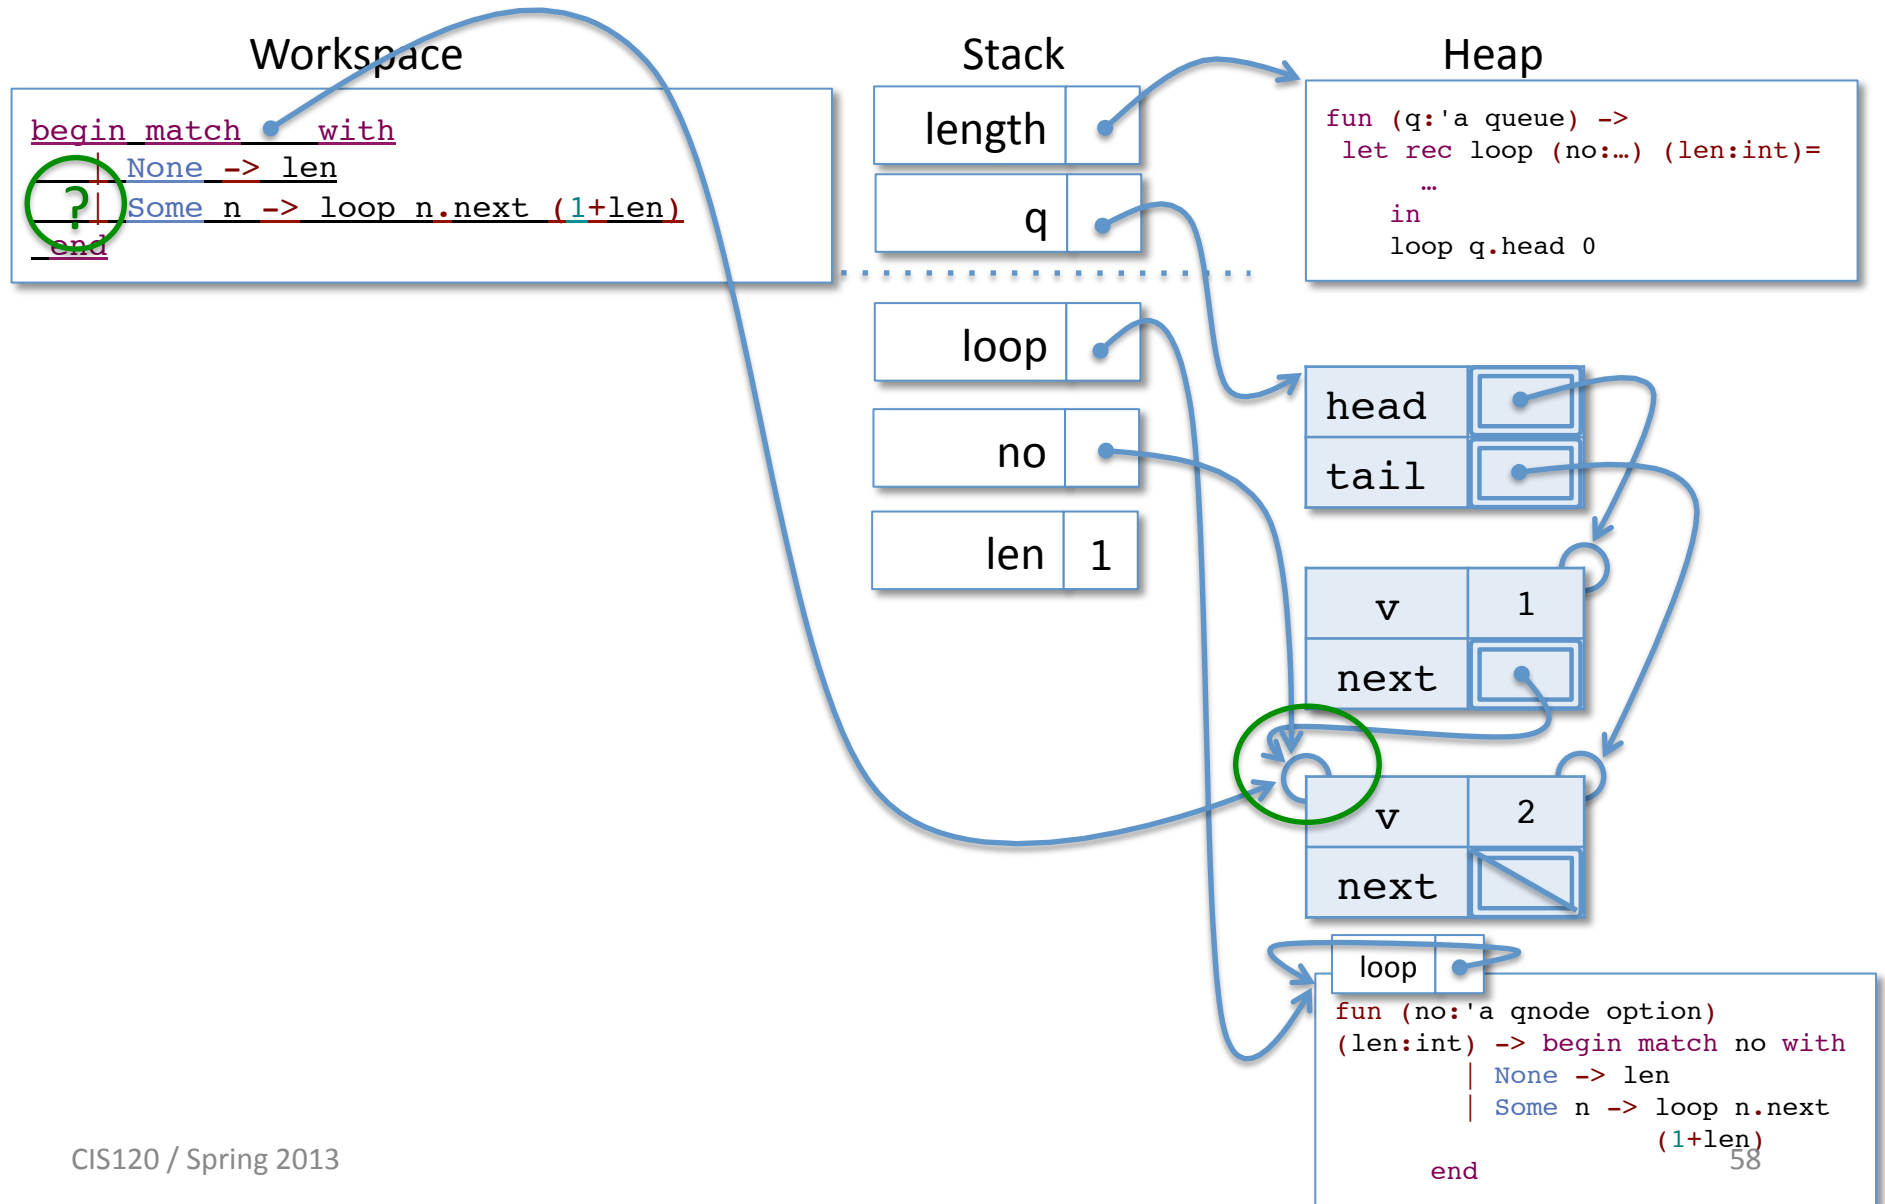 Workspace
begin match with
| None -> len
?
| Some n -> loop n.next (1+len)
end
Stack
length
q
loop
no
len 1
Heap
fun (q:'a queue) ->
let rec loop (no:…) (len:int)=
…
in
loop q.head 0
head
tail
v 1
next
v 2
next
loop
fun (no:'a qnode option)
(len:int) -> begin match no with
| None -> len
| Some n -> loop n.next
(1+len)
end
CIS120 / Spring 2013
58